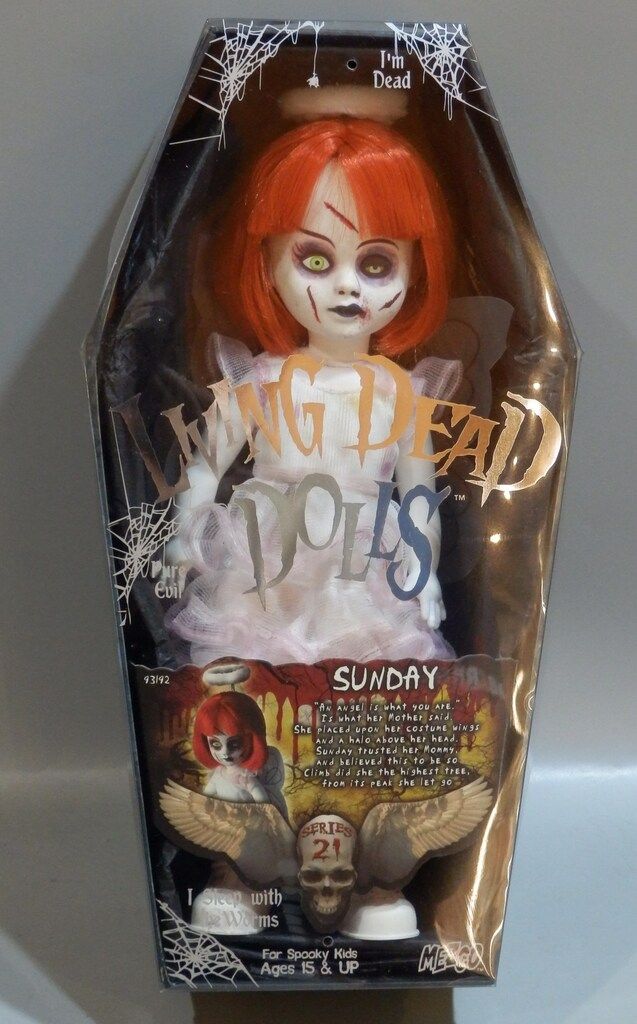 I'm
Dead
LIVING DEAD
DOLLS™
Pure
Evil
93192
SUNDAY
"An angel is what you are."
Is what her Mother said.
She placed upon her costume wings
and a halo above her head.
Sunday trusted her Mommy,
and believed this to be so
Climb did she the highest tree,
from its peak she let go
SERIES
21
I Sleep with
the Worms
For Spooky Kids
Ages 15 & UP
MEZCO